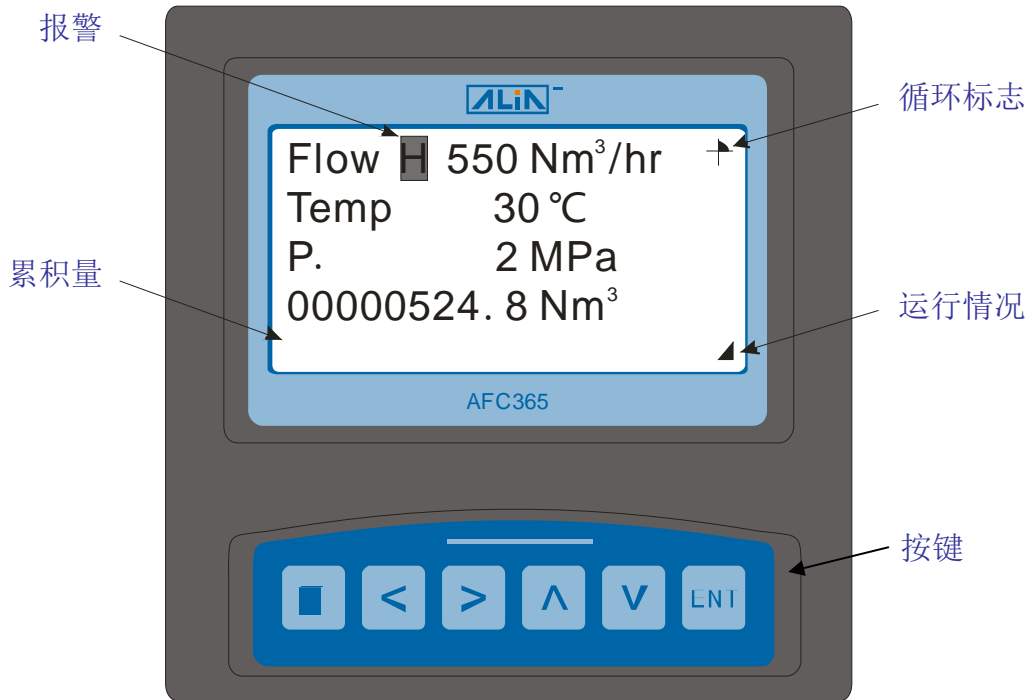 报警
ALiA
循环标志
Flow H 550 Nm³/hr
Temp 30 ℃
P. 2 MPa
累积量
00000524. 8 Nm³
运行情况
AFC365
按键
< > ∧ ∨ ENT